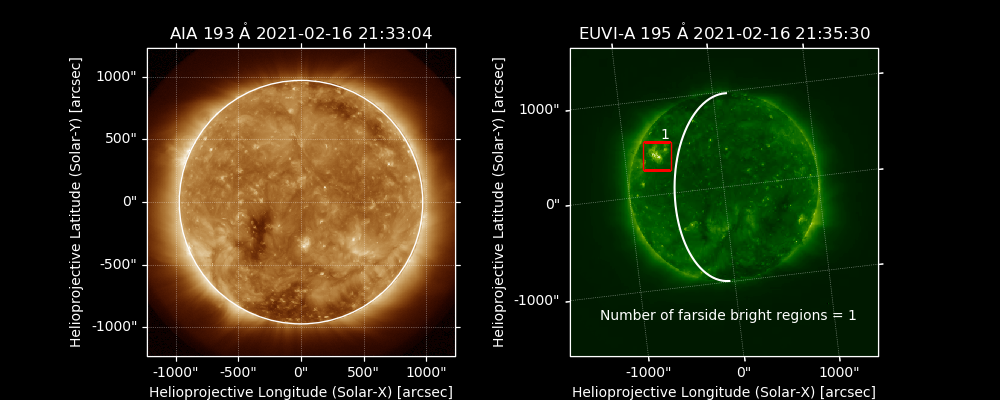 AIA 193 Å 2021-02-16 21:33:04
Helioprojective Latitude (Solar-Y) [arcsec]
1000"
500"
0"
-500"
-1000"
-1000"
-500"
0"
500"
1000"
Helioprojective Longitude (Solar-X) [arcsec]
EUVI-A 195 Å 2021-02-16 21:35:30
Helioprojective Latitude (Solar-Y) [arcsec]
1000"
0"
-1000"
1
Number of farside bright regions = 1
-1000"
0"
1000"
Helioprojective Longitude (Solar-X) [arcsec]